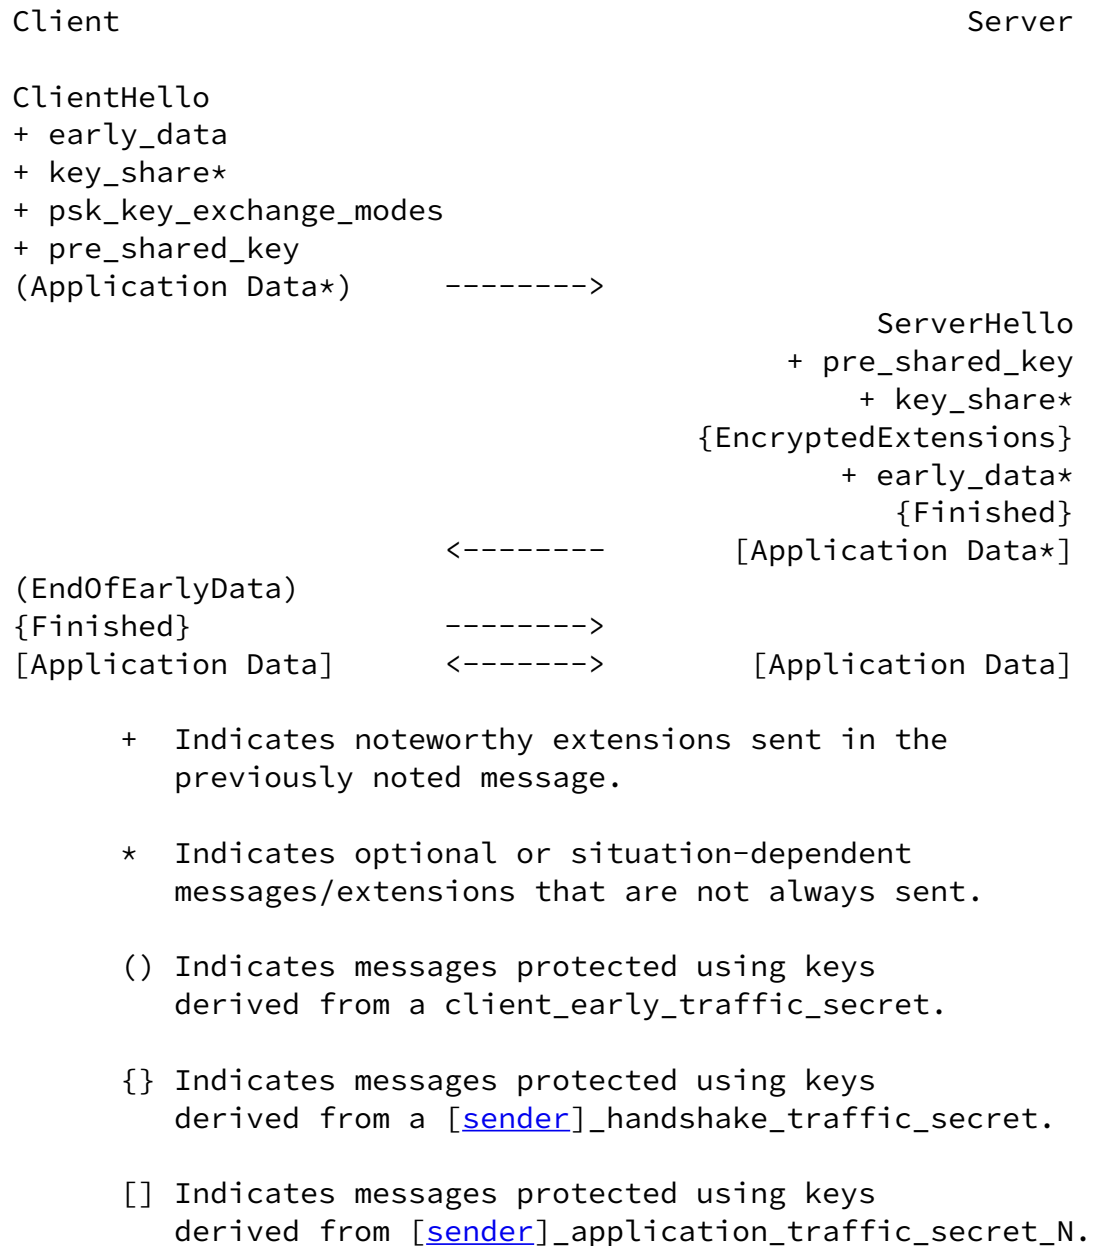 Client                                               Server

ClientHello
+ early_data
+ key_share*
+ psk_key_exchange_modes
+ pre_shared_key
(Application Data*)     -------->
                                                ServerHello
                                           + pre_shared_key
                                               + key_share*
                                      {EncryptedExtensions}
                                              + early_data*
                                                 {Finished}
                        <--------       [Application Data*]
(EndOfEarlyData)
{Finished}              -------->
[Application Data]      <------->        [Application Data]

      +  Indicates noteworthy extensions sent in the
         previously noted message.

      *  Indicates optional or situation-dependent
         messages/extensions that are not always sent.

      () Indicates messages protected using keys
         derived from a client_early_traffic_secret.

      {} Indicates messages protected using keys
         derived from a [sender]_handshake_traffic_secret.

      [] Indicates messages protected using keys
         derived from [sender]_application_traffic_secret_N.